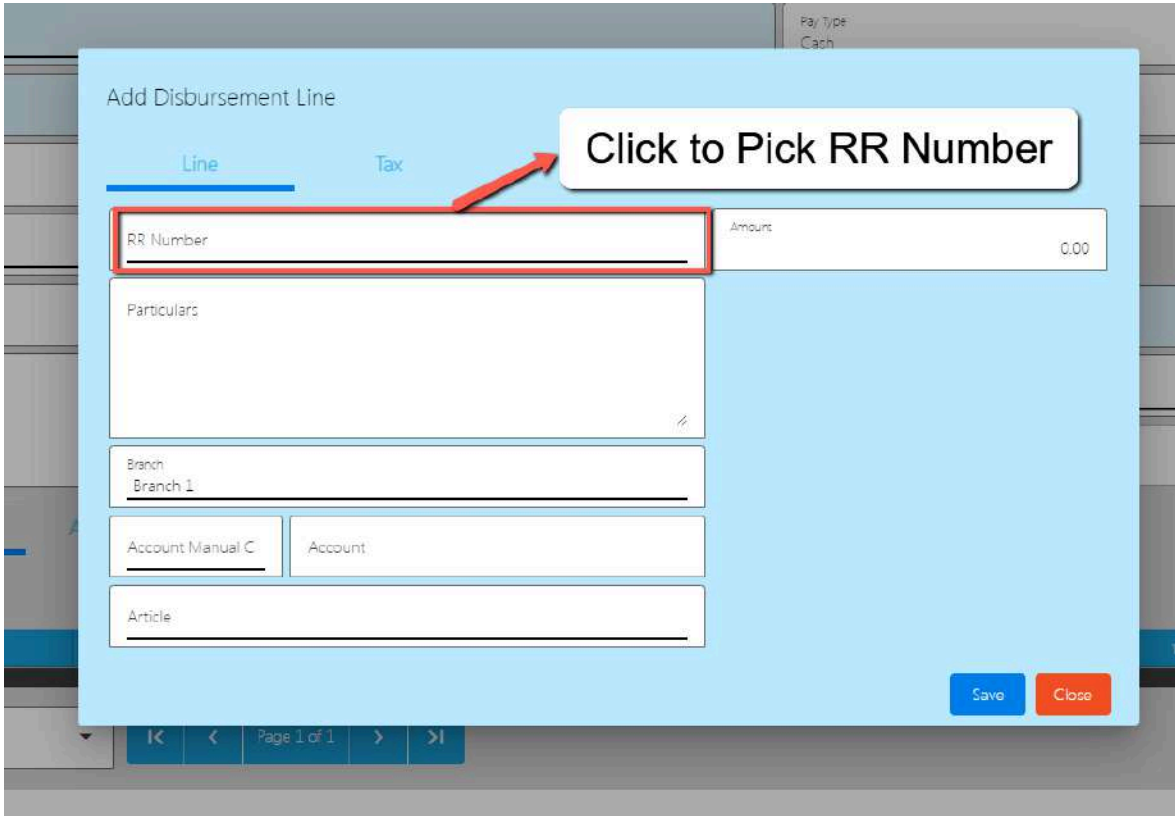 Pay Type
Cash
Add Disbursement Line
Click to Pick RR Number
Line
Tax
RR Number
Amount
0.00
Particulars
Branch
Branch 1
Account Manual C
Account
Article
Save
Close
Page 1 of 1